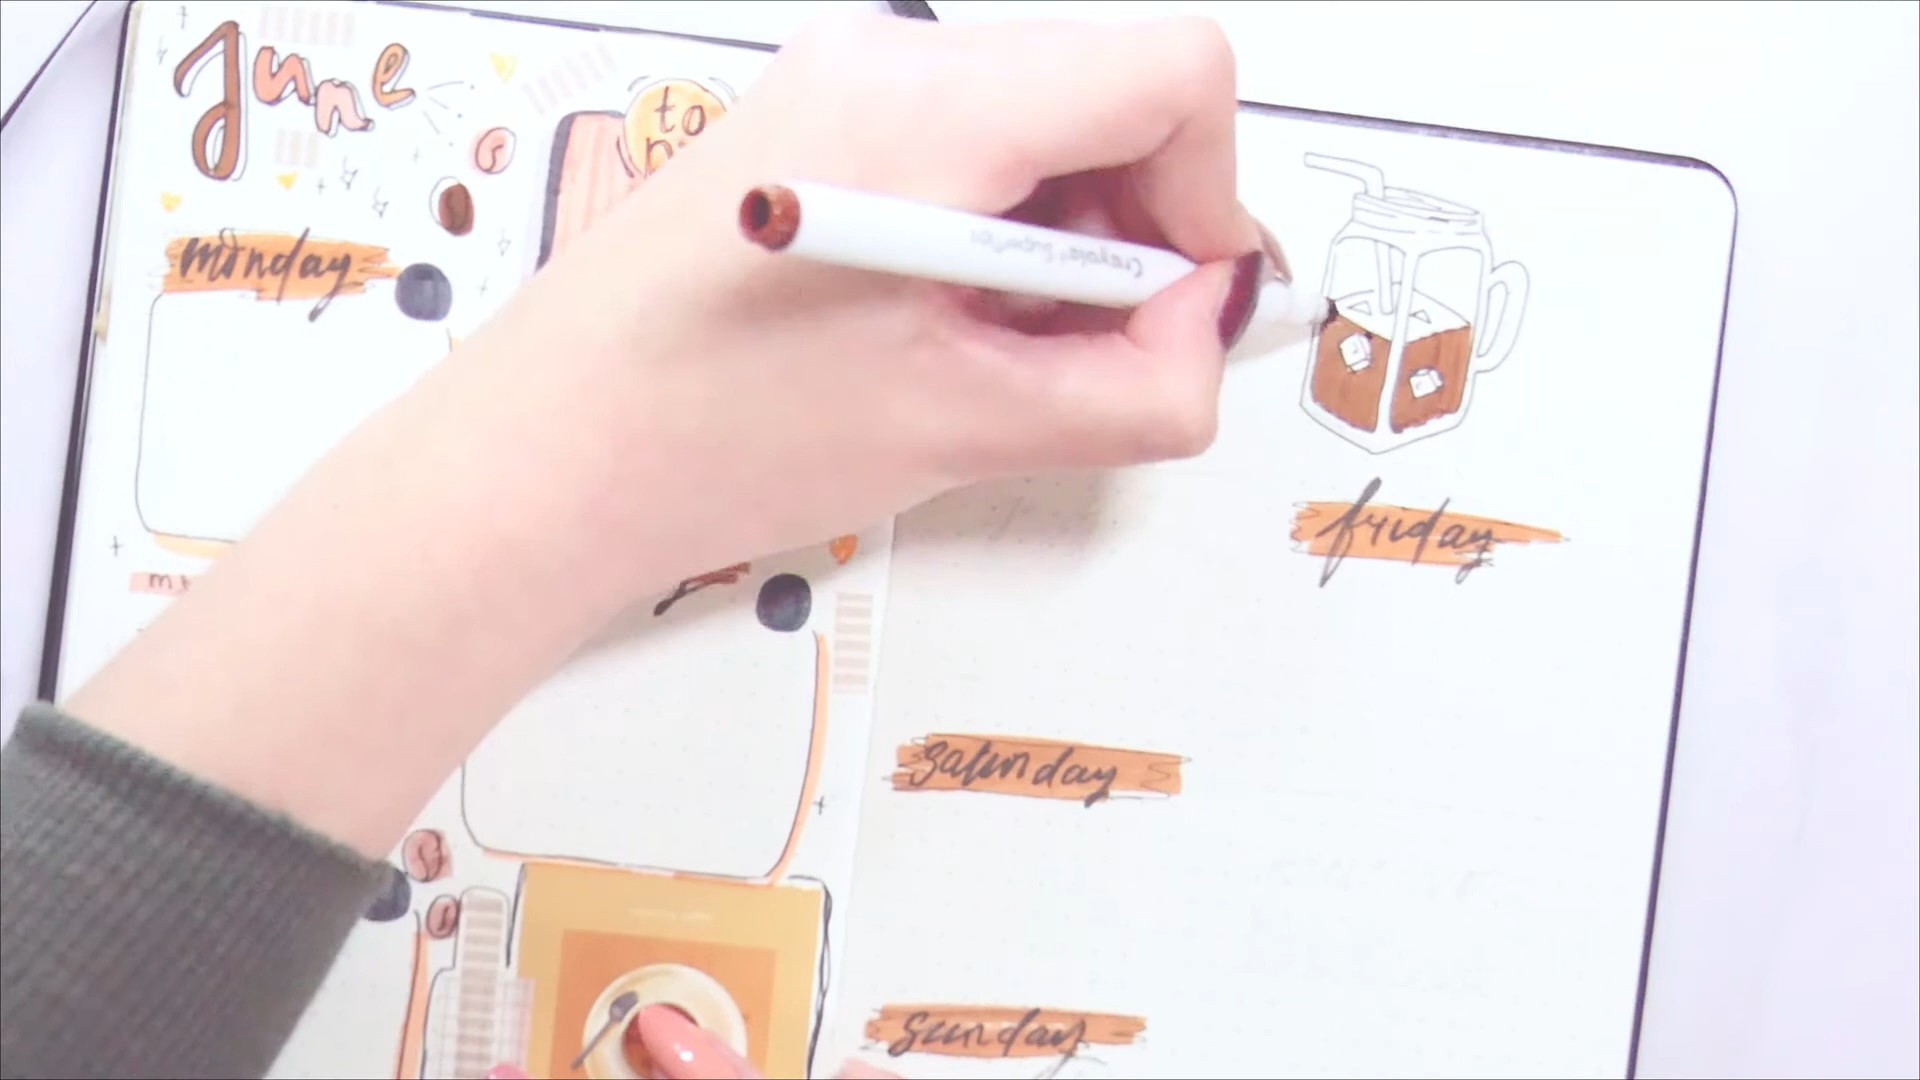 June
to
monday
Crayola SuperTips
friday
saturday
sunday